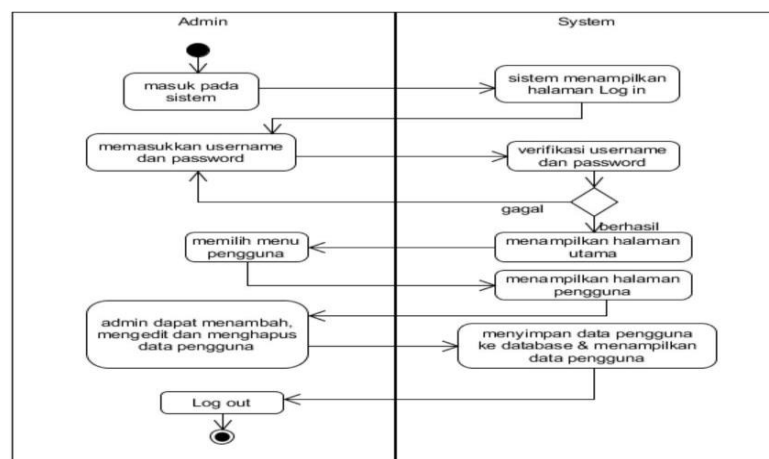 Admin
System
masuk pada
sistem
sistem menampilkan
halaman Log in
memasukkan username
dan password
verifikasi username
dan password
gagal
berhasil
memilih menu
pengguna
menampilkan halaman
utama
menampilkan halaman
pengguna
admin dapat menambah,
mengedit dan menghapus
data pengguna
menyimpan data pengguna
ke database & menampilkan
data pengguna
Log out